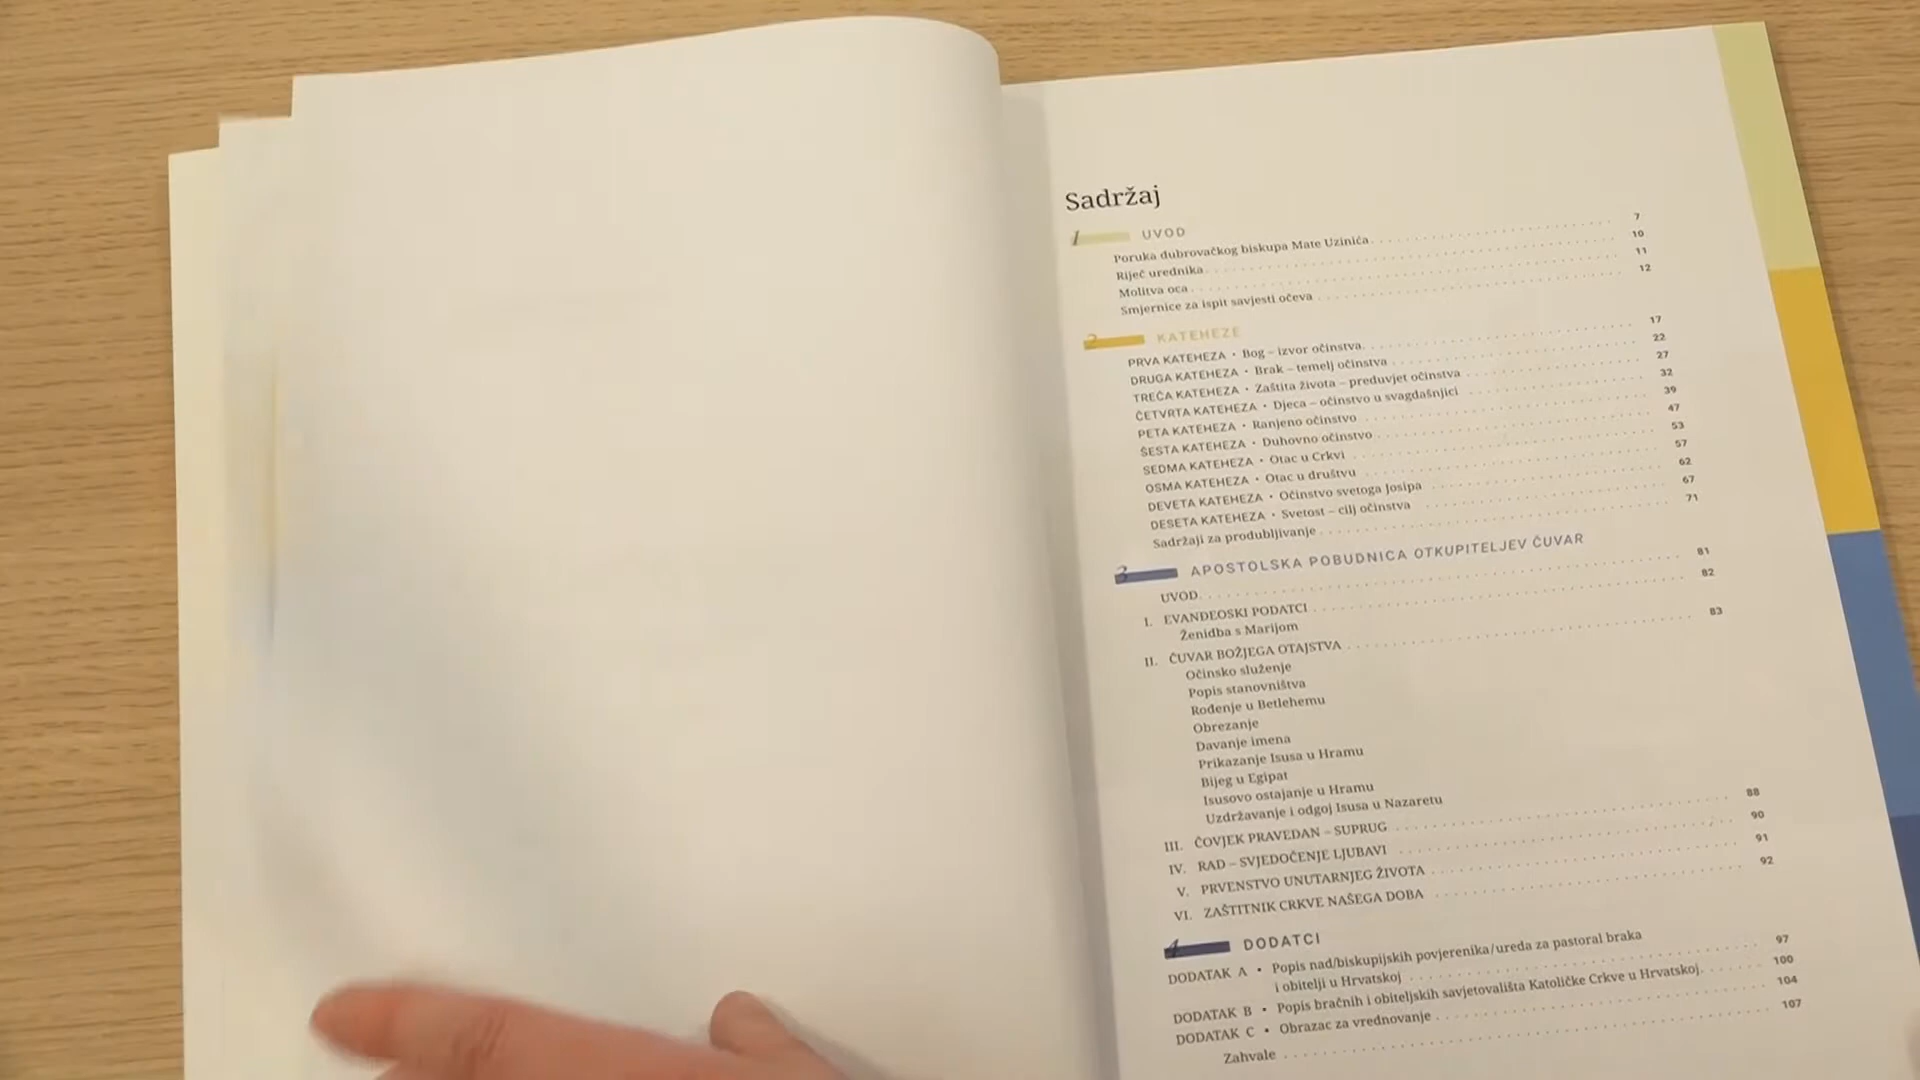 Sadržaj
1 UVOD
Poruka dubrovačkog biskupa Mate Uzinića 7
Riječ urednika 10
Molitva oca 11
Smjernice za ispit savjesti očeva 12
2 KATEHEZE
PRVA KATEHEZA • Bog – izvor očinstva 17
DRUGA KATEHEZA • Brak – temelj očinstva 22
TREĆA KATEHEZA • Zaštita života – preduvjet očinstva 27
ČETVRTA KATEHEZA • Djeca – očinstvo u svagdašnjici 32
PETA KATEHEZA • Ranjeno očinstvo 39
ŠESTA KATEHEZA • Duhovno očinstvo 47
SEDMA KATEHEZA • Otac u Crkvi 53
OSMA KATEHEZA • Otac u društvu 57
DEVETA KATEHEZA • Očinstvo svetoga Josipa 62
DESETA KATEHEZA • Svetost – cilj očinstva 67
Sadržaji za produbljivanje 71
3 APOSTOLSKA POBUDNICA OTKUPITELJEV ČUVAR
UVOD 81
I. EVANĐEOSKI PODATCI 82
Ženidba s Marijom
II. ČUVAR BOŽJEGA OTAJSTVA 83
Očinsko služenje
Popis stanovništva
Rođenje u Betlehemu
Obrezanje
Davanje imena
Prikazanje Isusa u Hramu
Bijeg u Egipat
Isusovo ostajanje u Hramu
Uzdržavanje i odgoj Isusa u Nazaretu
III. ČOVJEK PRAVEDAN – SUPRUG 88
IV. RAD – SVJEDOČENJE LJUBAVI 90
V. PRVENSTVO UNUTARNJEG ŽIVOTA 91
VI. ZAŠTITNIK CRKVE NAŠEGA DOBA 92
4 DODATCI
DODATAK A • Popis nad/biskupijskih povjerenika/ureda za pastoral braka
i obitelji u Hrvatskoj 97
DODATAK B • Popis bračnih i obiteljskih savjetovališta Katoličke Crkve u Hrvatskoj 100
DODATAK C • Obrazac za vrednovanje 104
Zahvale 107